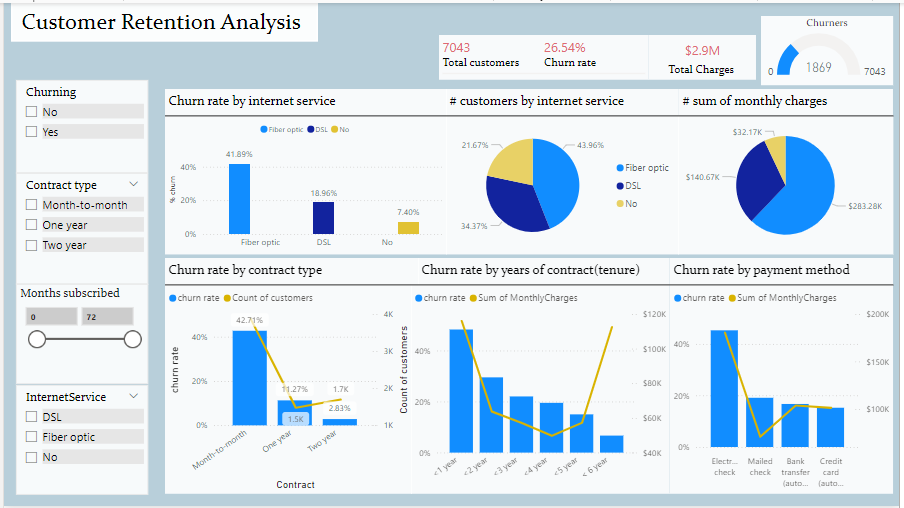 Customer Retention Analysis
7043
Total customers
26.54%
Churn rate
$2.9M
Total Charges
Churners
0
1869
7043
Churning
No
Yes
Contract type
Month-to-month
One year
Two year
Months subscribed
0
72
InternetService
DSL
Fiber optic
No
Churn rate by internet service
Fiber optic DSL No
% churn
40%
20%
0%
41.89%
18.96%
7.40%
Fiber optic DSL No
# customers by internet service
21.67%
43.96%
34.37%
Fiber optic
DSL
No
# sum of monthly charges
$32.17K
$140.67K
$283.28K
Churn rate by contract type
churn rate Count of customers
churn rate
40%
20%
0%
42.71%
11.27%
1.5K
1.7K
2.83%
4K
3K
2K
1K
Count of customers
Month-to-month
One year
Two year
Contract
Churn rate by years of contract(tenure)
churn rate Sum of MonthlyCharges
40%
20%
0%
$120K
$100K
$80K
$60K
$40K
<1 year
<2 year
<3 year
<4 year
<5 year
< 6 year
Churn rate by payment method
churn rate Sum of MonthlyCharges
40%
20%
0%
$200K
$150K
$100K
Electr... check
Mailed check
Bank transfer (auto...
Credit card (auto...